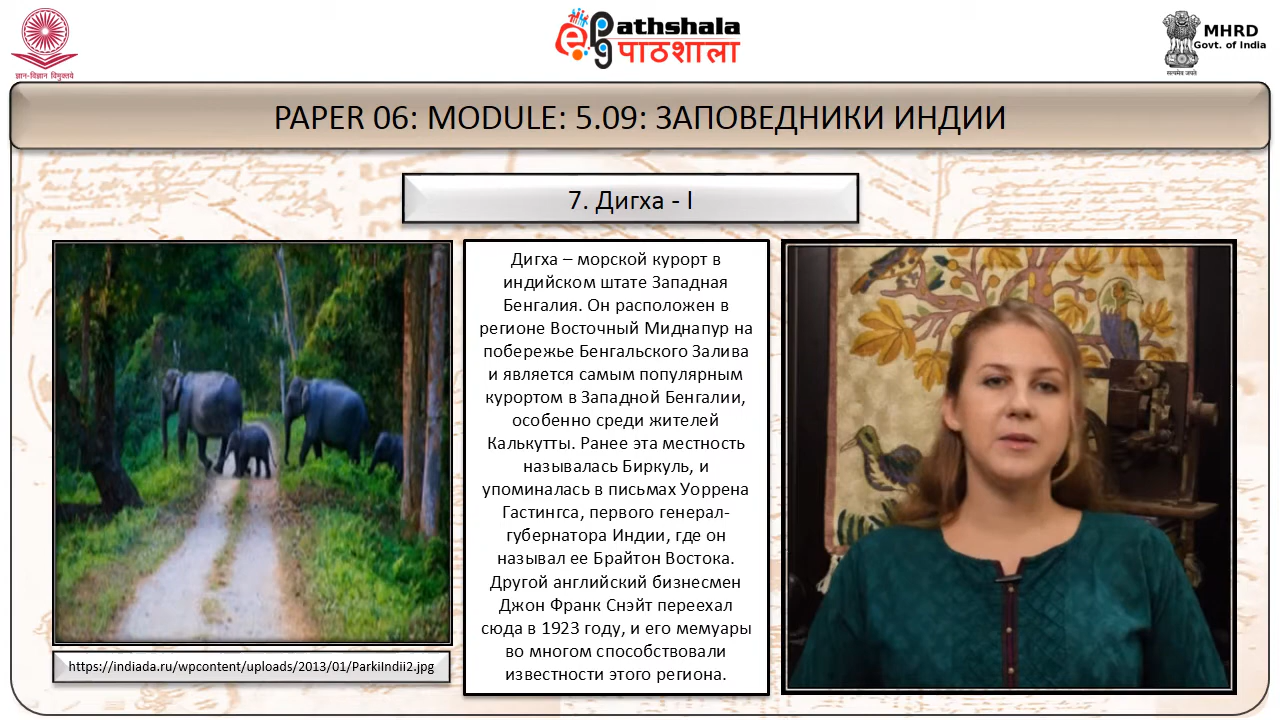 ज्ञान-विज्ञान विमुक्तये
ePG Pathshala
पाठशाला
MHRD
Govt. of India
सत्यमेव जयते
PAPER 06: MODULE: 5.09: ЗАПОВЕДНИКИ ИНДИИ
7. Дигха - I
Дигха – морской курорт в
индийском штате Западная
Бенгалия. Он расположен в
регионе Восточный Миднапур на
побережье Бенгальского Залива
и является самым популярным
курортом в Западной Бенгалии,
особенно среди жителей
Калькутты. Ранее эта местность
называлась Биркуль, и
упоминалась в письмах Уоррена
Гастингса, первого генерал-
губернатора Индии, где он
называл ее Брайтон Востока.
Другой английский бизнесмен
Джон Франк Снэйт переехал
сюда в 1923 году, и его мемуары
во многом способствовали
известности этого региона.
https://indiada.ru/wpcontent/uploads/2013/01/ParkiIndii2.jpg